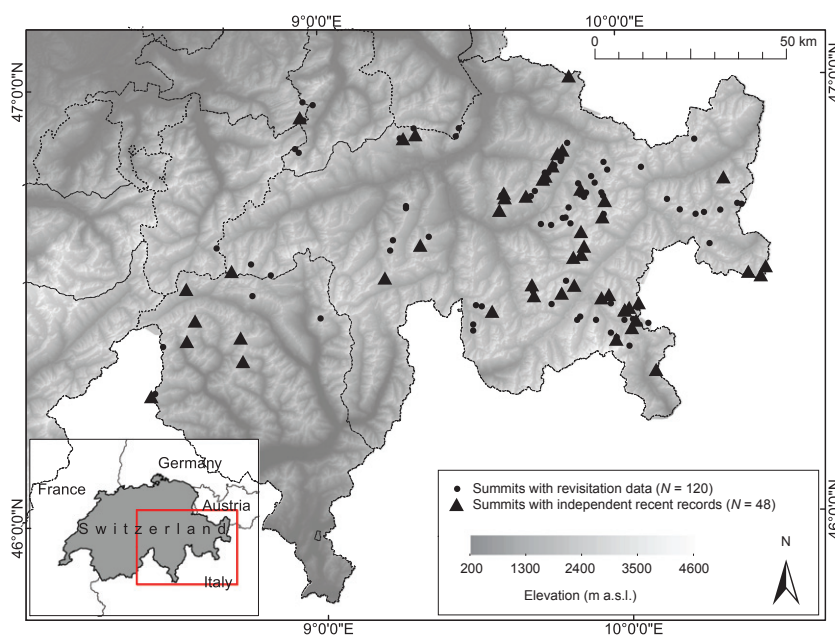 9°0'0"E
10°0'0"E
0 50 km
47°0'0"N
47°0'0"N
Germany
France
Austria
Switzerland
Italy
Summits with revisitation data (N = 120)
Summits with independent recent records (N = 48)
200 1300 2400 3500 4600
Elevation (m a.s.l.)
N
46°0'0"N
46°0'0"N
9°0'0"E
10°0'0"E